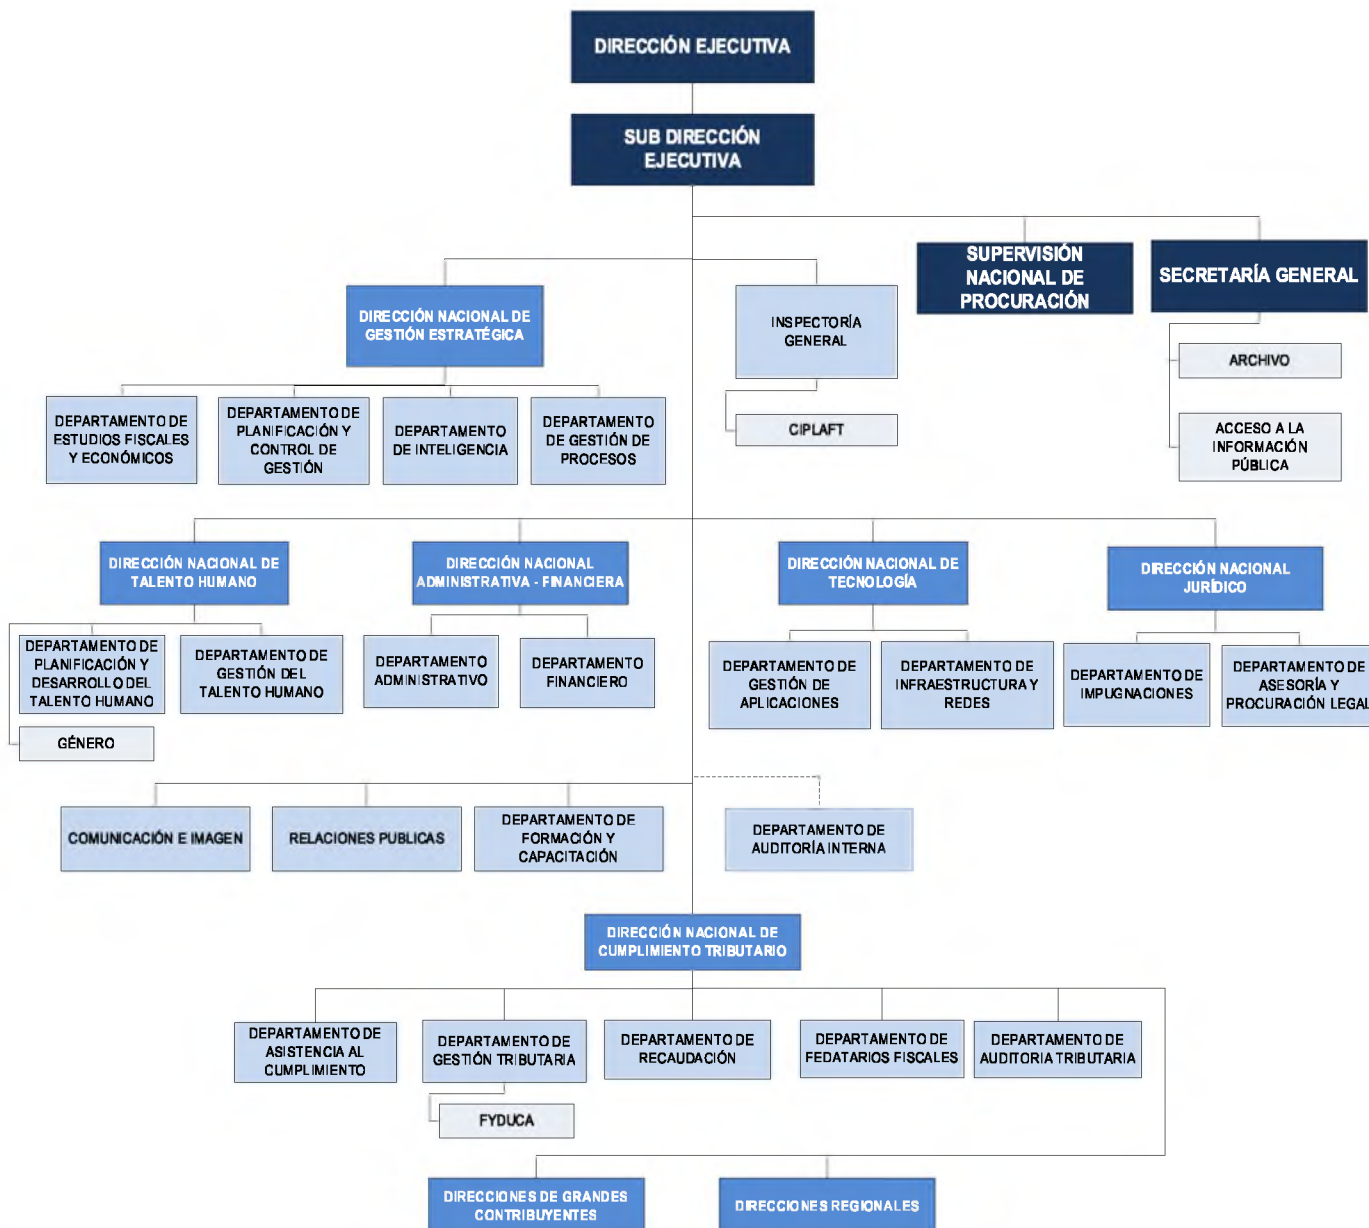 DIRECCIÓN EJECUTIVA
SUB DIRECCIÓN
EJECUTIVA
SUPERVISIÓN
NACIONAL DE
PROCURACIÓN
SECRETARÍA GENERAL
DIRECCIÓN NACIONAL DE
GESTIÓN ESTRATÉGICA
INSPECTORÍA
GENERAL
ARCHIVO
DEPARTAMENTO DE
ESTUDIOS FISCALES
Y ECONÓMICOS
DEPARTAMENTO DE
PLANIFICACIÓN Y
CONTROL DE
GESTIÓN
DEPARTAMENTO
DE INTELIGENCIA
DEPARTAMENTO
DE GESTIÓN DE
PROCESOS
CIPLAFT
ACCESO A LA
INFORMACIÓN
PÚBLICA
DIRECCIÓN NACIONAL DE
TALENTO HUMANO
DIRECCIÓN NACIONAL
ADMINISTRATIVA - FINANCIERA
DIRECCIÓN NACIONAL DE
TECNOLOGÍA
DIRECCIÓN NACIONAL
JURÍDICO
DEPARTAMENTO DE
PLANIFICACIÓN Y
DESARROLLO DEL
TALENTO HUMANO
DEPARTAMENTO DE
GESTIÓN DEL
TALENTO HUMANO
DEPARTAMENTO
ADMINISTRATIVO
DEPARTAMENTO
FINANCIERO
DEPARTAMENTO DE
GESTIÓN DE
APLICACIONES
DEPARTAMENTO DE
INFRAESTRUCTURA Y
REDES
DEPARTAMENTO DE
IMPUGNACIONES
DEPARTAMENTO DE
ASESORÍA Y
PROCURACIÓN LEGAL
GÉNERO
COMUNICACIÓN E IMAGEN
RELACIONES PUBLICAS
DEPARTAMENTO DE
FORMACIÓN Y
CAPACITACIÓN
DEPARTAMENTO DE
AUDITORÍA INTERNA
DIRECCIÓN NACIONAL DE
CUMPLIMIENTO TRIBUTARIO
DEPARTAMENTO DE
ASISTENCIA AL
CUMPLIMIENTO
DEPARTAMENTO DE
GESTIÓN TRIBUTARIA
DEPARTAMENTO DE
RECAUDACIÓN
DEPARTAMENTO DE
FEDATARIOS FISCALES
DEPARTAMENTO DE
AUDITORIA TRIBUTARIA
FYDUCA
DIRECCIONES DE GRANDES
CONTRIBUYENTES
DIRECCIONES REGIONALES